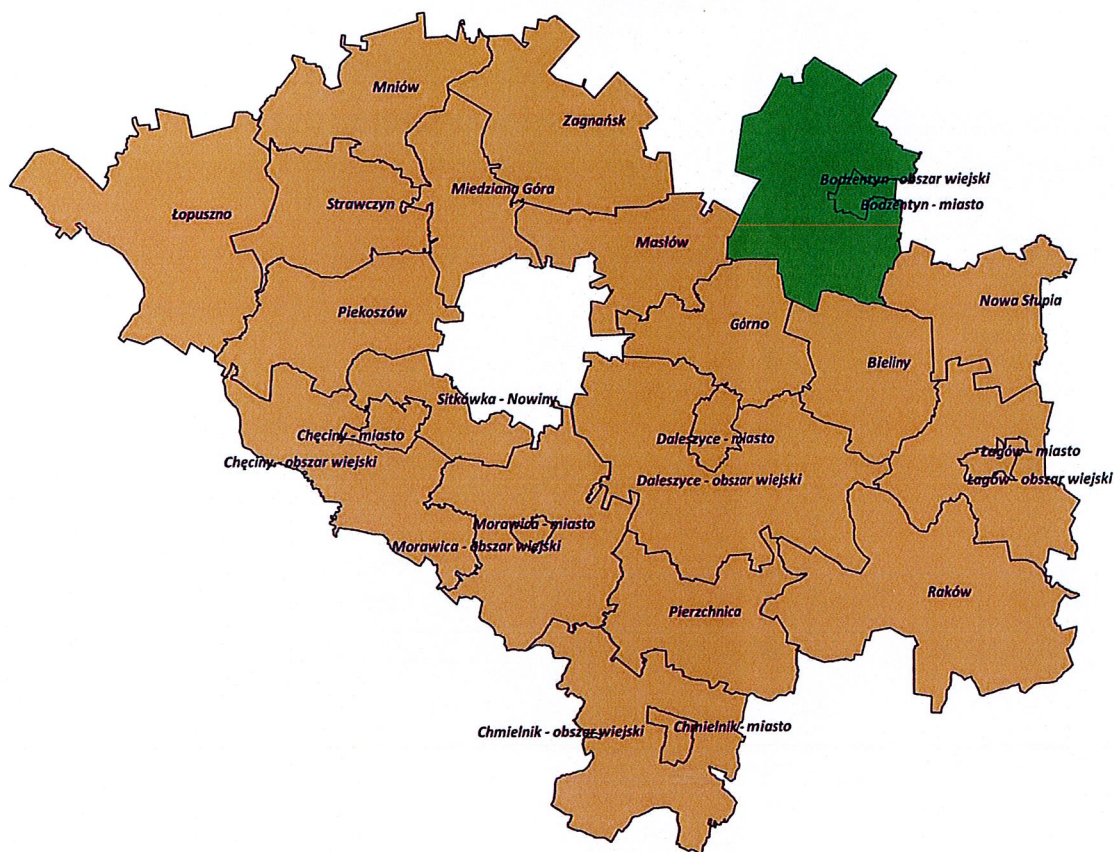 Mniów
Zagnańsk
Bodzentyn - obszar wiejski
Miedziana Góra
Strawczyn
Bodzentyn - miasto
Łopuszno
Masłów
Nowa Słupia
Piekoszów
Górno
Bieliny
Sitkówka - Nowiny
Chęciny - miasto
Daleszyce - miasto
Łagów - miasto
Chęciny - obszar wiejski
Daleszyce - obszar wiejski
Łagów - obszar wiejski
Morawica - miasto
Morawica - obszar wiejski
Raków
Pierzchnica
Chmielnik - miasto
Chmielnik - obszar wiejski